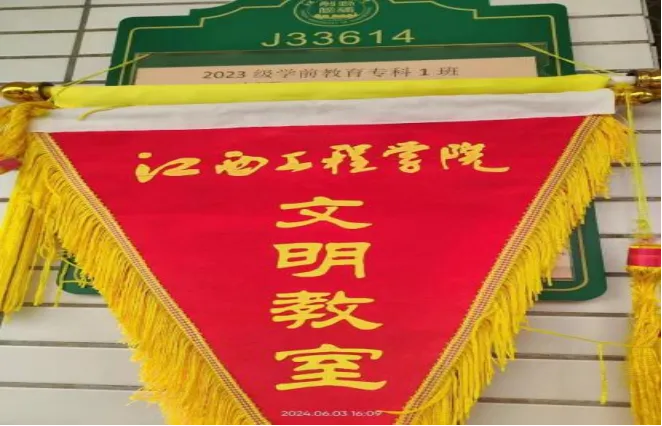 J33614
2023 级学前教育专科 1 班
江西工程学院
文明教室
2024.06.03 16:09